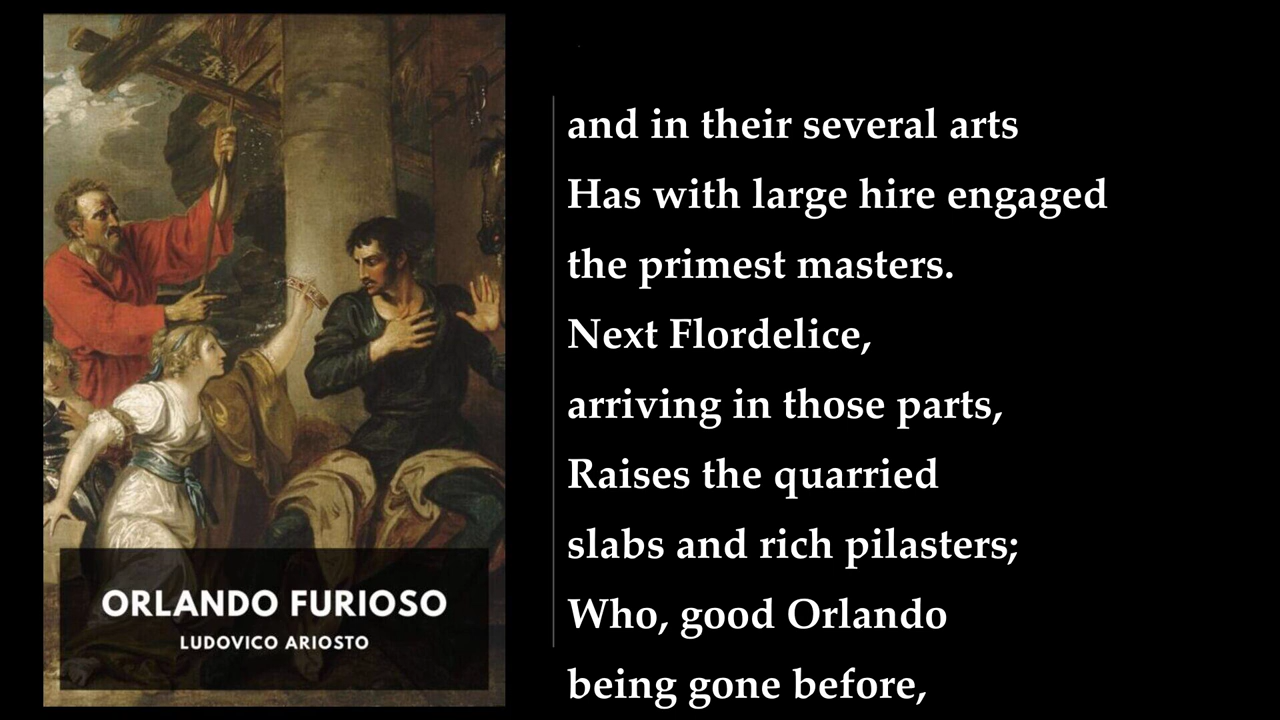 ORLANDO FURIOSO
LUDOVICO ARIOSTO
and in their several arts
Has with large hire engaged
the primest masters.
Next Flordelice,
arriving in those parts,
Raises the quarried
slabs and rich pilasters;
Who, good Orlando
being gone before,